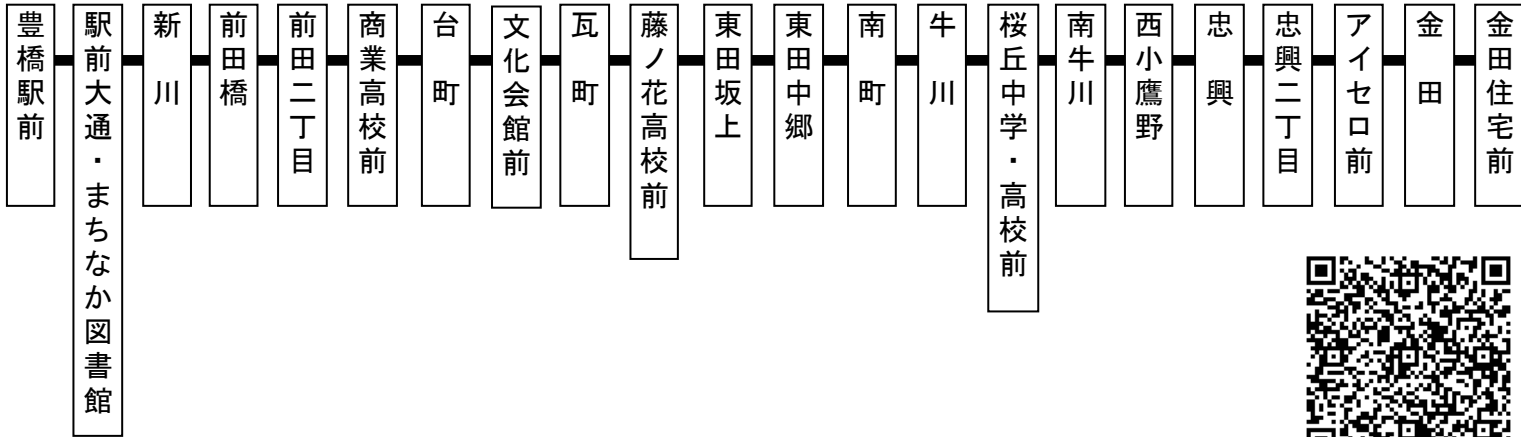 豊橋駅前
駅前大通・まちなか図書館
新川
前田橋
前田二丁目
商業高校前
台町
文化会館前
瓦町
藤ノ花高校前
東田坂上
東田中郷
南町
牛川
桜丘中学・高校前
南牛川
西小鷹野
忠興
忠興二丁目
アイセロ前
金田
金田住宅前